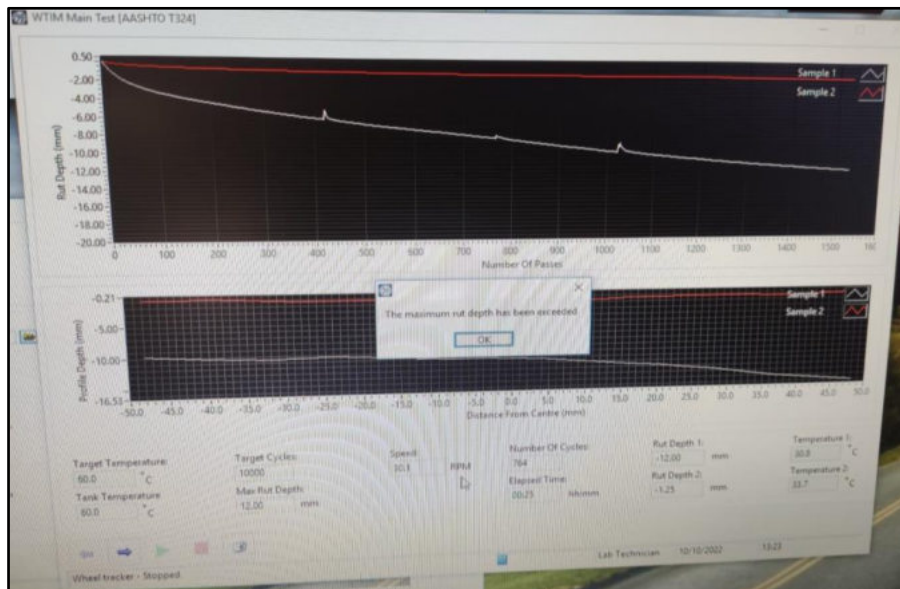 WTIM Main Test [AASHTO T324]
0.50
-2.00
-4.00
-6.00
-8.00
-10.00
-12.00
-14.00
-16.00
-18.00
-20.00
Rut Depth (mm)
Sample 1
Sample 2
0 100 200 300 400 500 600 700 800 900 1000 1100 1200 1300 1400 1500 160
Number Of Passes
-0.21
-5.00
-10.00
-16.53
Profile Depth (mm)
Sample 1
Sample 2
The maximum rut depth has been exceeded
OK
-50.0 -45.0 -40.0 -35.0 -30.0 -25.0 -20.0 -15.0 -10.0 -5.0 0.0 5.0 10.0 15.0 20.0 25.0 30.0 35.0 40.0 45.0 50.0
Distance From Centre (mm)
Target Temperature:
60.0 °C
Tank Temperature
60.0 °C
Target Cycles:
10000
Max Rut Depth:
12.00 mm
Speed:
30.1 RPM
Number Of Cycles:
764
Elapsed Time:
00:25 hh:mm
Rut Depth 1:
-12.00 mm
Rut Depth 2:
-1.25 mm
Temperature 1:
°C
Temperature 2:
33.7 °C
Lab Technician 10/10/2022 13:23
Wheel tracker - Stopped